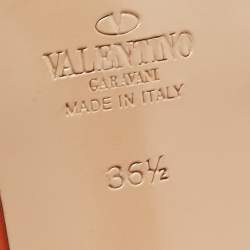 VALENTINO
GARAVANI
MADE IN ITALY
36½